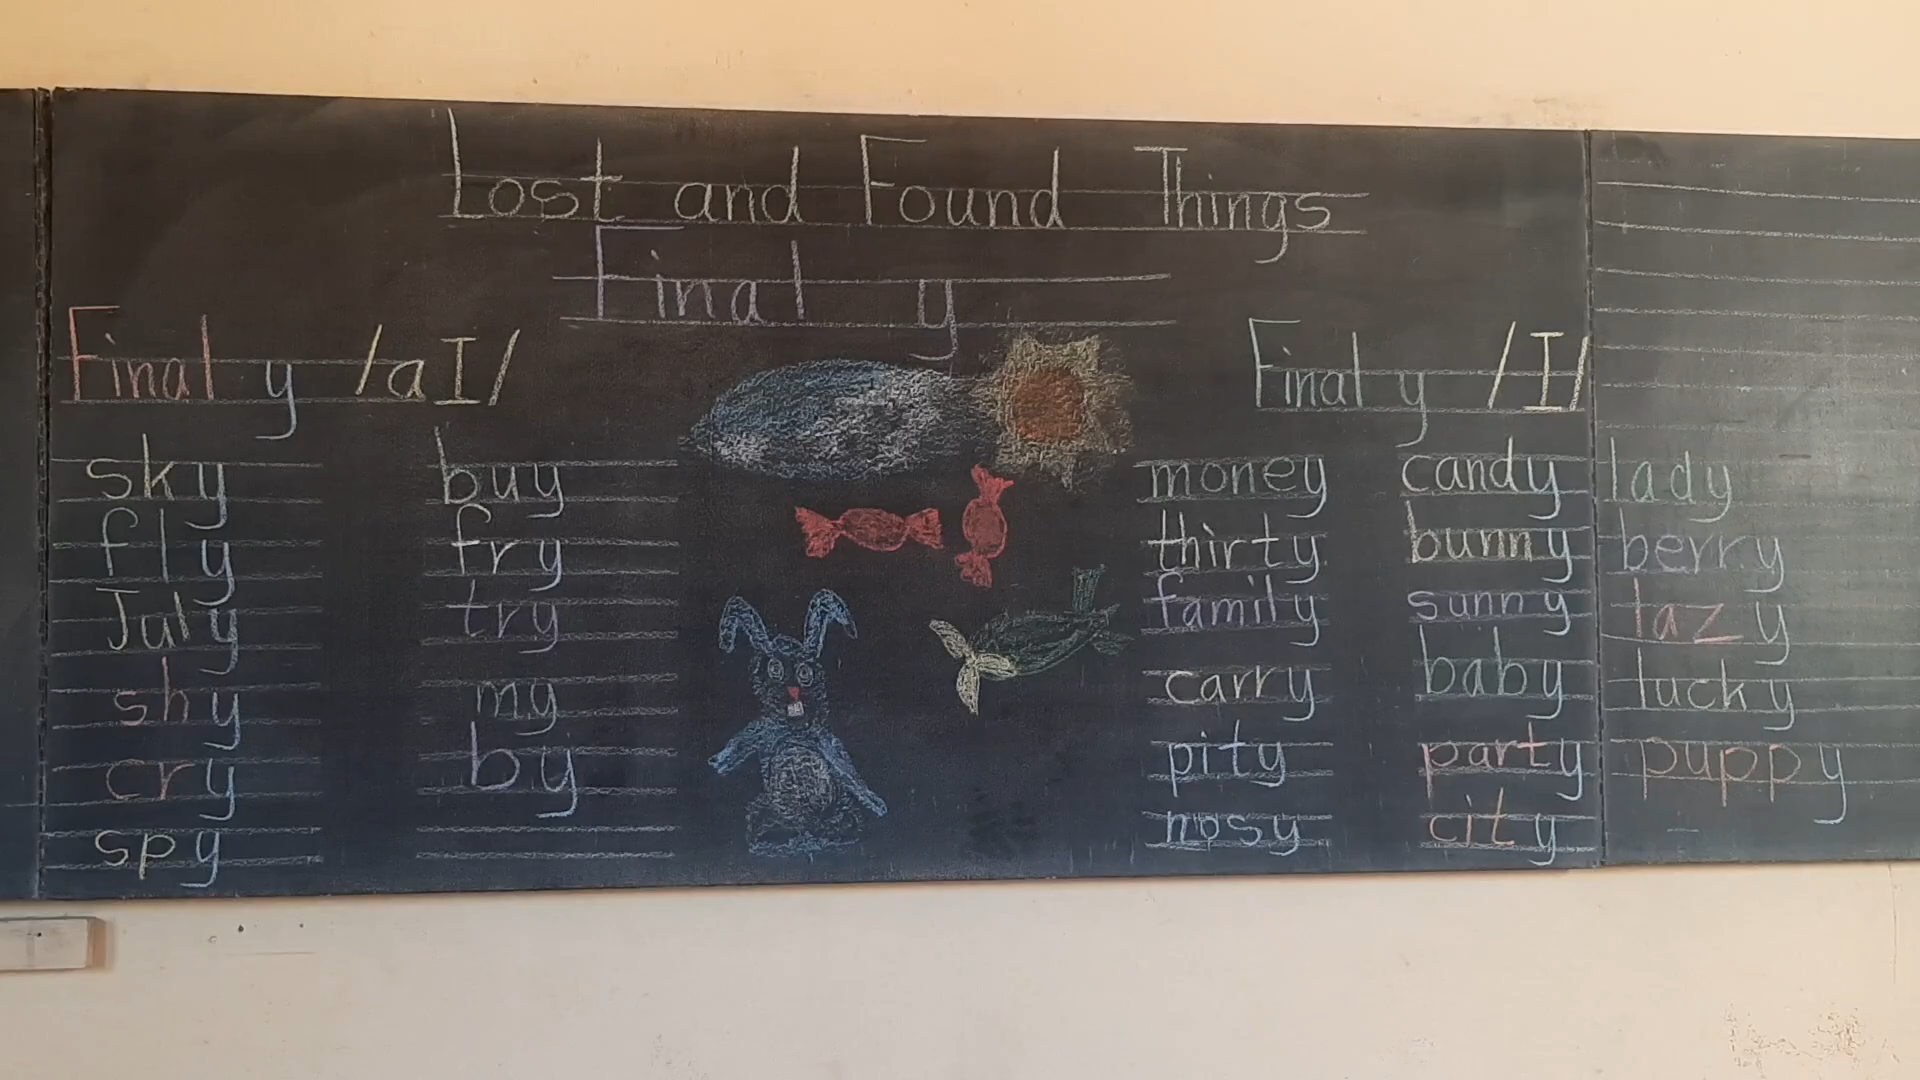 Lost and Found Things
Final y
Final y /aI/
sky buy
fly fry
July try
shy my
cry by
spy
Final y /I/
money candy lady
thirty bunny berry
family sunny lazy
carry baby lucky
pity party puppy
nosy city